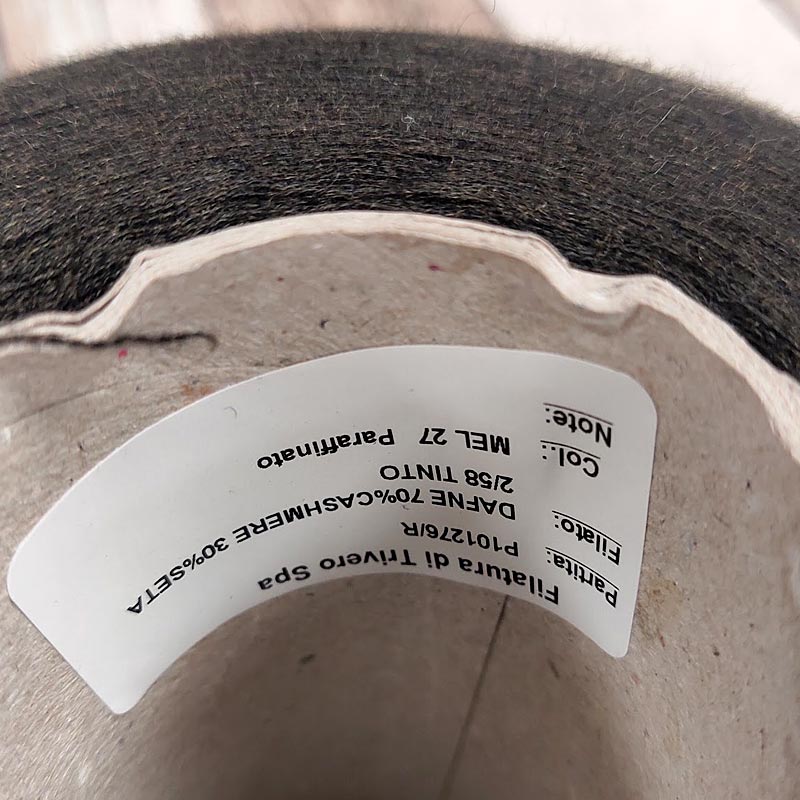 Filatura di Trivero Spa
Partita: P101276/R
Filato: DAFNE 70%CASHMERE 30%SETA
2/58 TINTO
Col.: MEL 27 Paraffinato
Note: